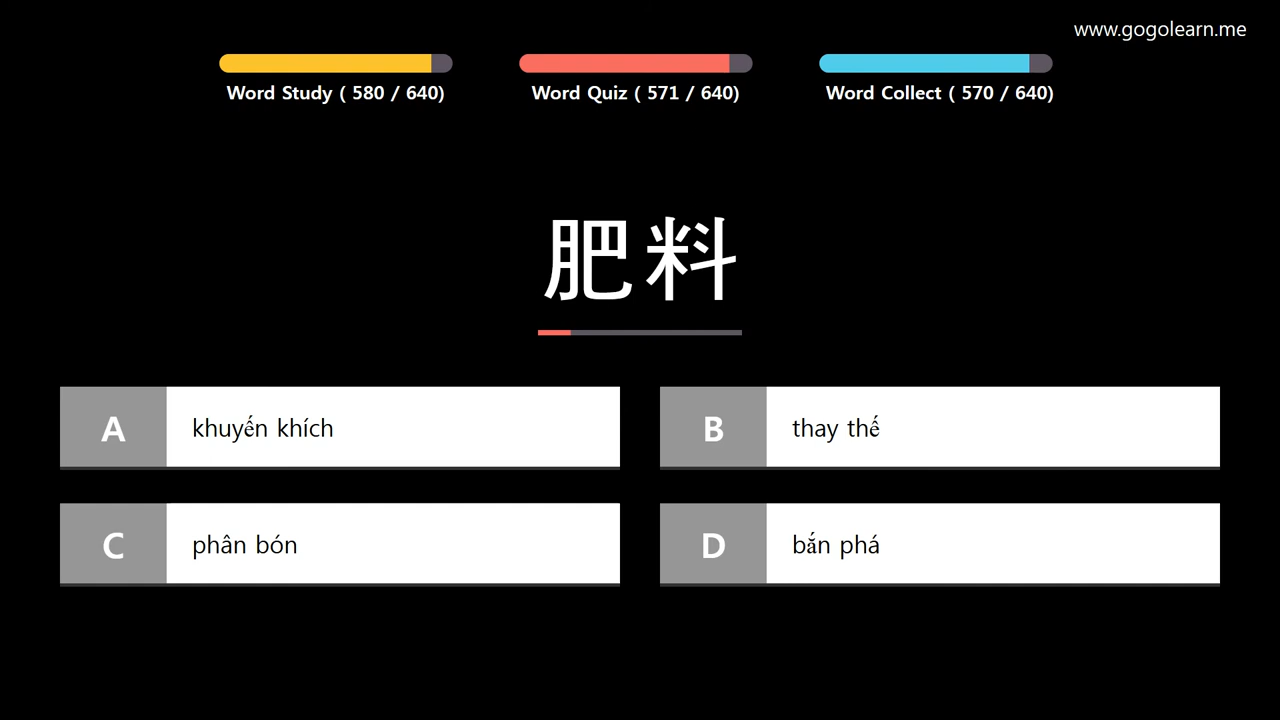 www.gogolearn.me
Word Study ( 580 / 640)
Word Quiz ( 571 / 640)
Word Collect ( 570 / 640)
肥料
A khuyến khích
B thay thế
C phân bón
D bắn phá